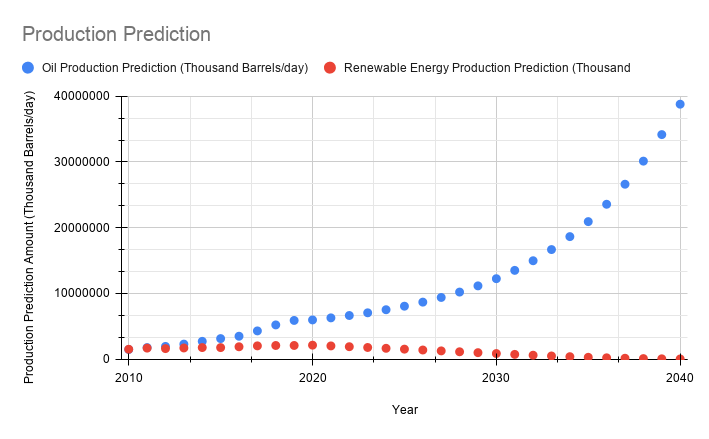 Production Prediction
Oil Production Prediction (Thousand Barrels/day)
Renewable Energy Production Prediction (Thousand
Production Prediction Amount (Thousand Barrels/day)
40000000
30000000
20000000
10000000
0
2010
2020
2030
2040
Year